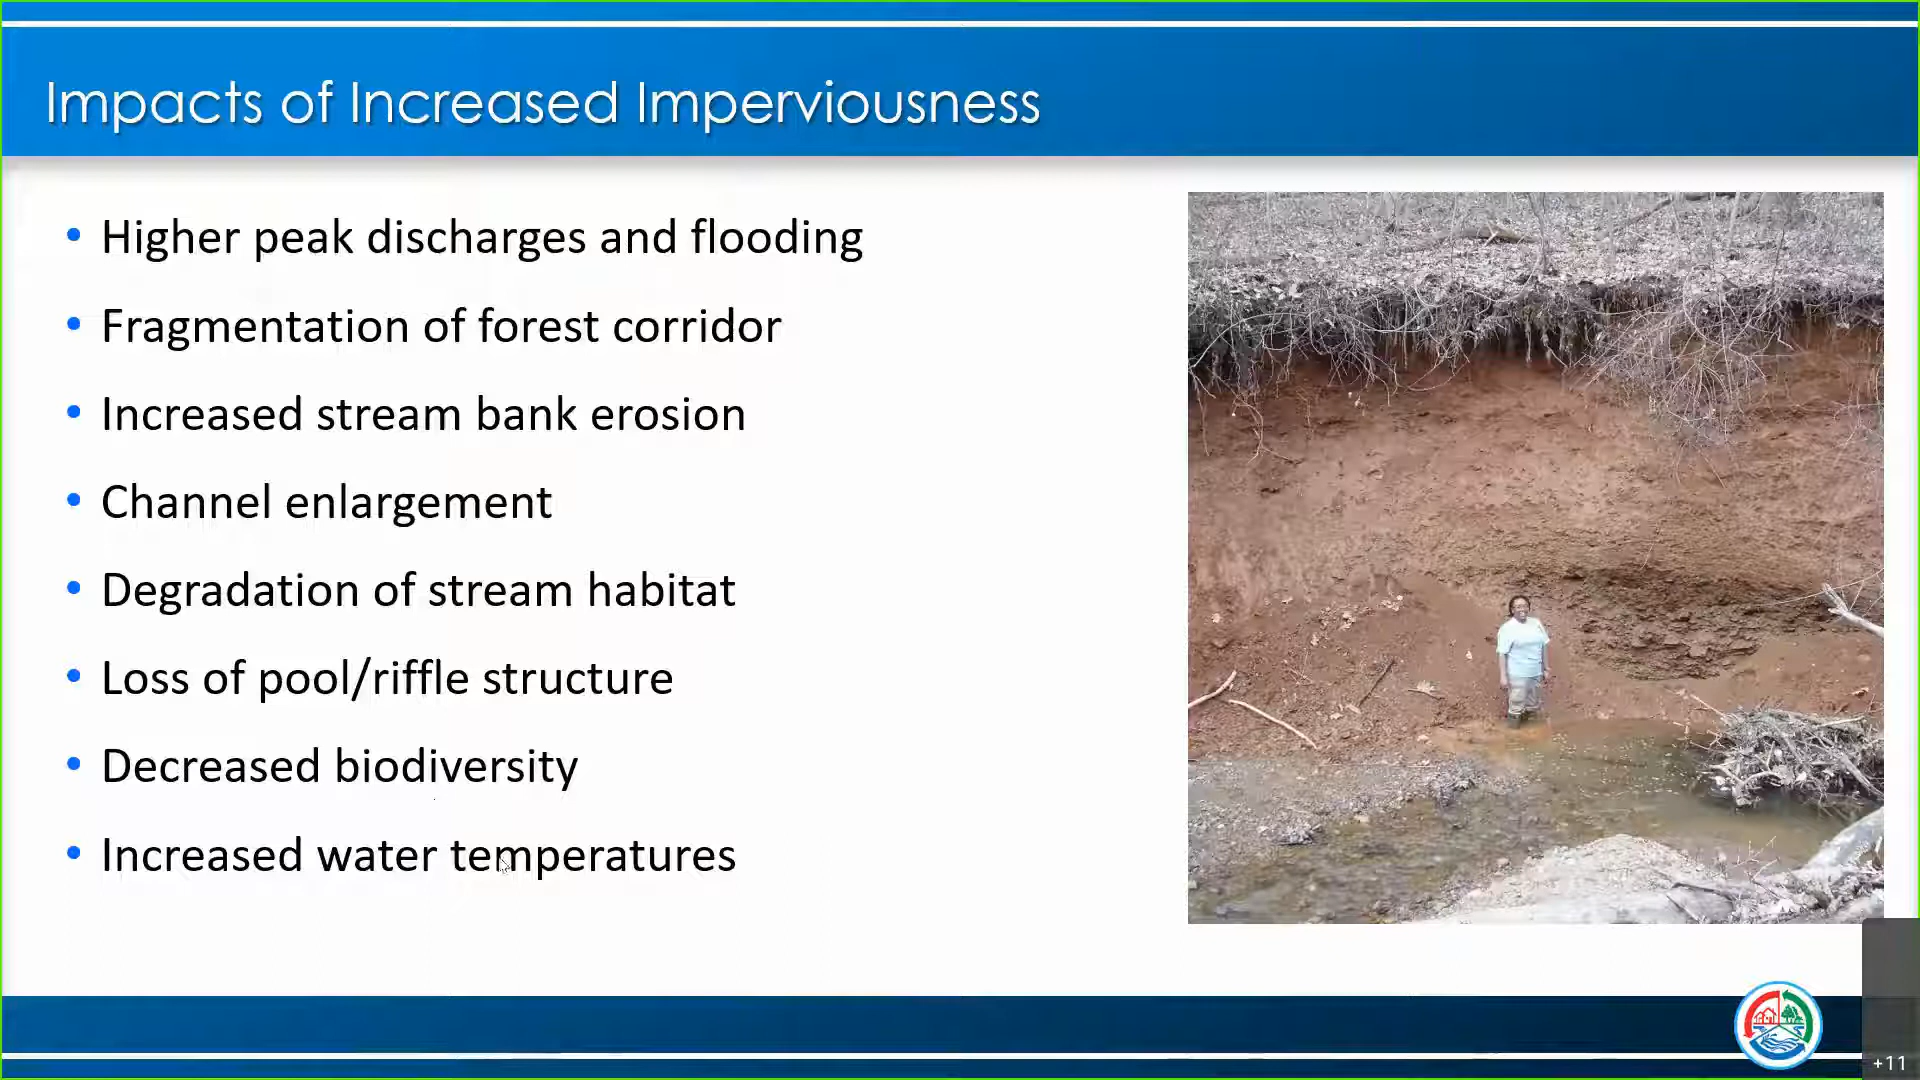 Impacts of Increased Imperviousness
• Higher peak discharges and flooding
• Fragmentation of forest corridor
• Increased stream bank erosion
• Channel enlargement
• Degradation of stream habitat
• Loss of pool/riffle structure
• Decreased biodiversity
• Increased water temperatures
+11